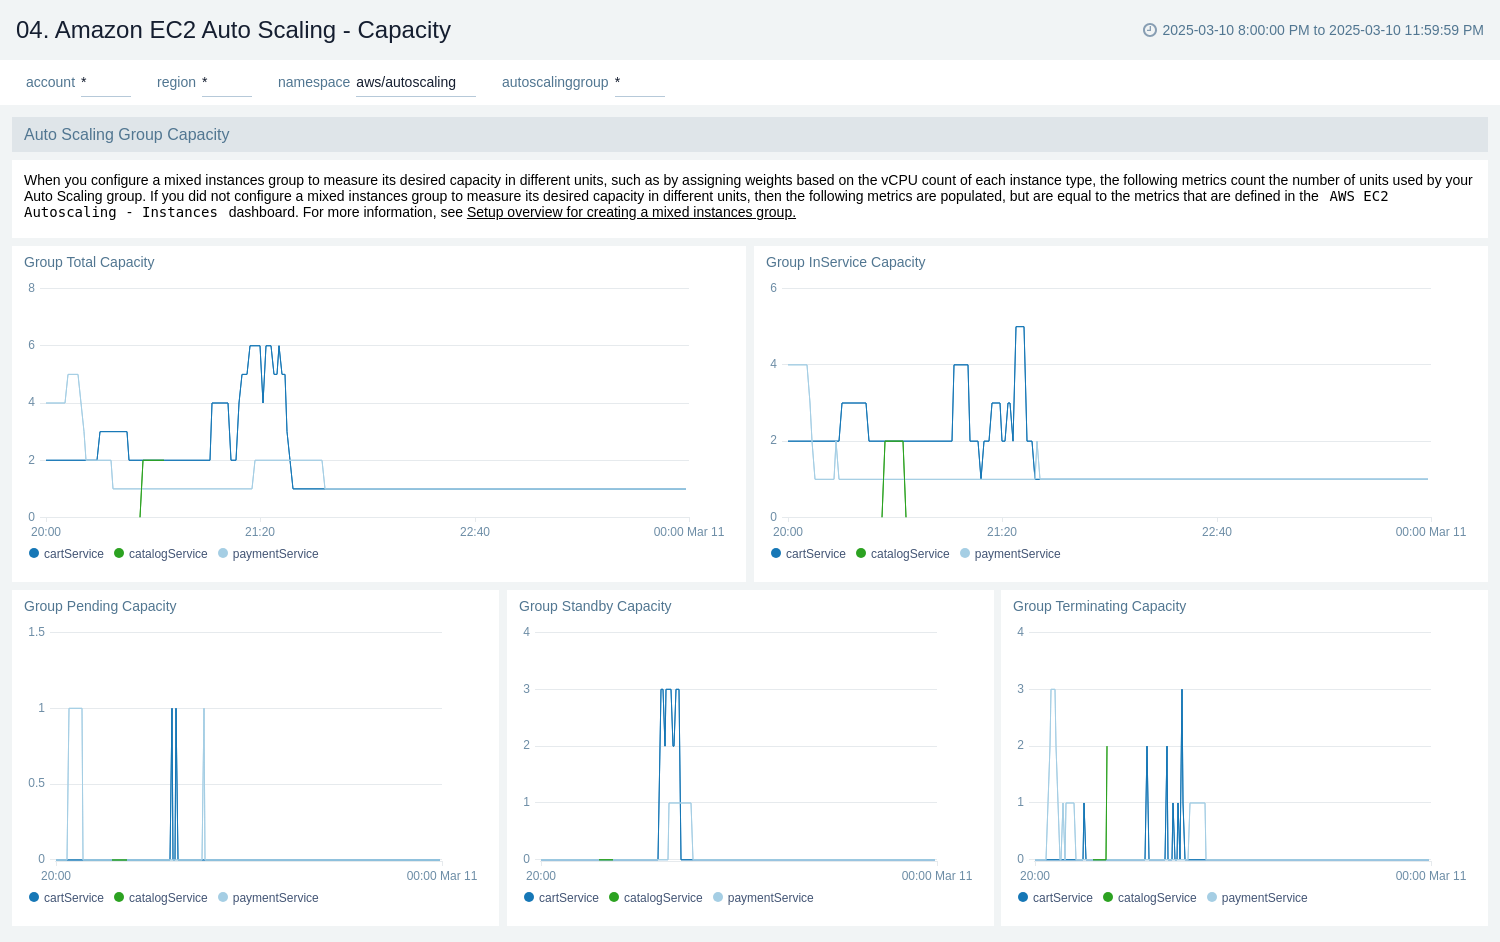 04. Amazon EC2 Auto Scaling - Capacity
2025-03-10 8:00:00 PM to 2025-03-10 11:59:59 PM
account * region * namespace aws/autoscaling autoscalinggroup *
Auto Scaling Group Capacity
When you configure a mixed instances group to measure its desired capacity in different units, such as by assigning weights based on the vCPU count of each instance type, the following metrics count the number of units used by your
Auto Scaling group. If you did not configure a mixed instances group to measure its desired capacity in different units, then the following metrics are populated, but are equal to the metrics that are defined in the AWS EC2
Autoscaling - Instances dashboard. For more information, see Setup overview for creating a mixed instances group.
Group Total Capacity
8
6
4
2
0
20:00 21:20 22:40 00:00 Mar 11
cartService catalogService paymentService
Group InService Capacity
6
4
2
0
20:00 21:20 22:40 00:00 Mar 11
cartService catalogService paymentService
Group Pending Capacity
1.5
1
0.5
0
20:00 00:00 Mar 11
cartService catalogService paymentService
Group Standby Capacity
4
3
2
1
0
20:00 00:00 Mar 11
cartService catalogService paymentService
Group Terminating Capacity
4
3
2
1
0
20:00 00:00 Mar 11
cartService catalogService paymentService